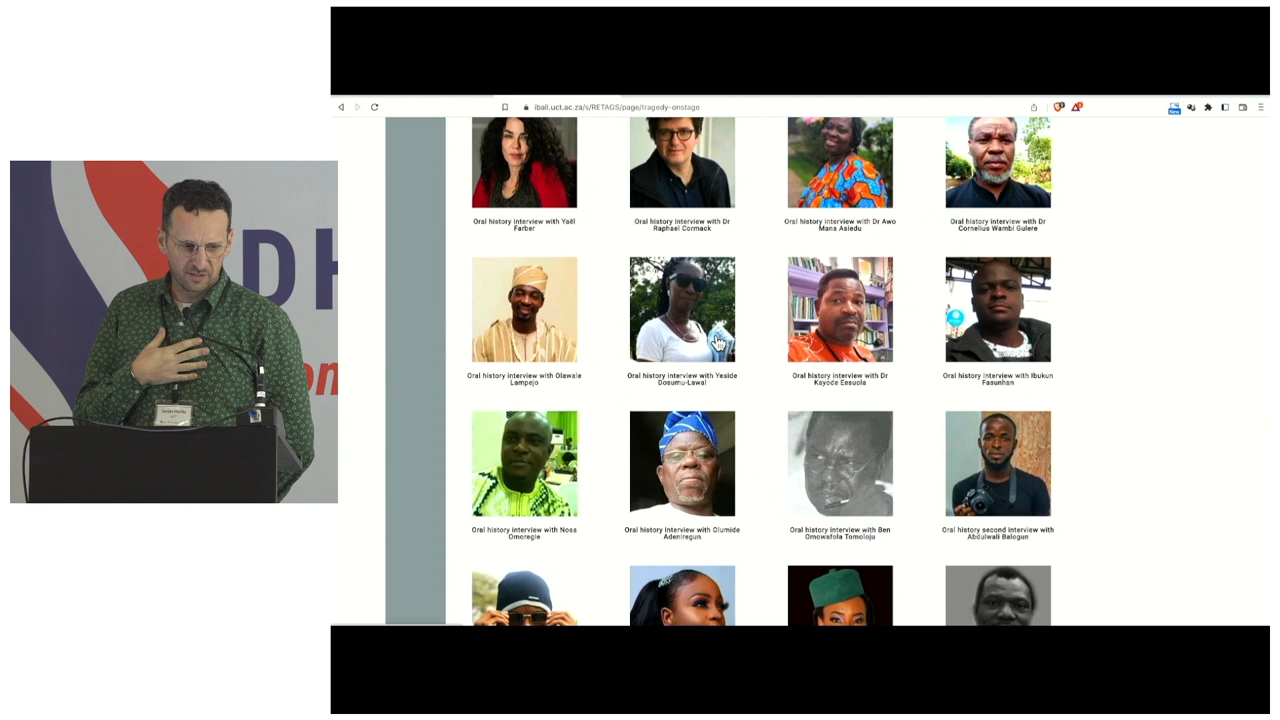 ibali.uct.ac.za/s/RETAGS/page/tragedy-onstage
New
DH
Oral history interview with Yaël
Farber
Oral history interview with Dr
Raphael Cormack
Oral history interview with Dr Awo
Mana Asiedu
Oral history interview with Dr
Cornelius Wambi Gulere
Oral history interview with Olawale
Lampejo
Oral history interview with Yeside
Dosumu-Lawal
Oral history interview with Dr
Kayode Eesuola
Oral history interview with Ibukun
Fasunhan
Oral history interview with Nosa
Omoregie
Oral history interview with Olumide
Adeniregun
Oral history interview with Ben
Omowafola Tomoloju
Oral history second interview with
Abdulwali Balogun